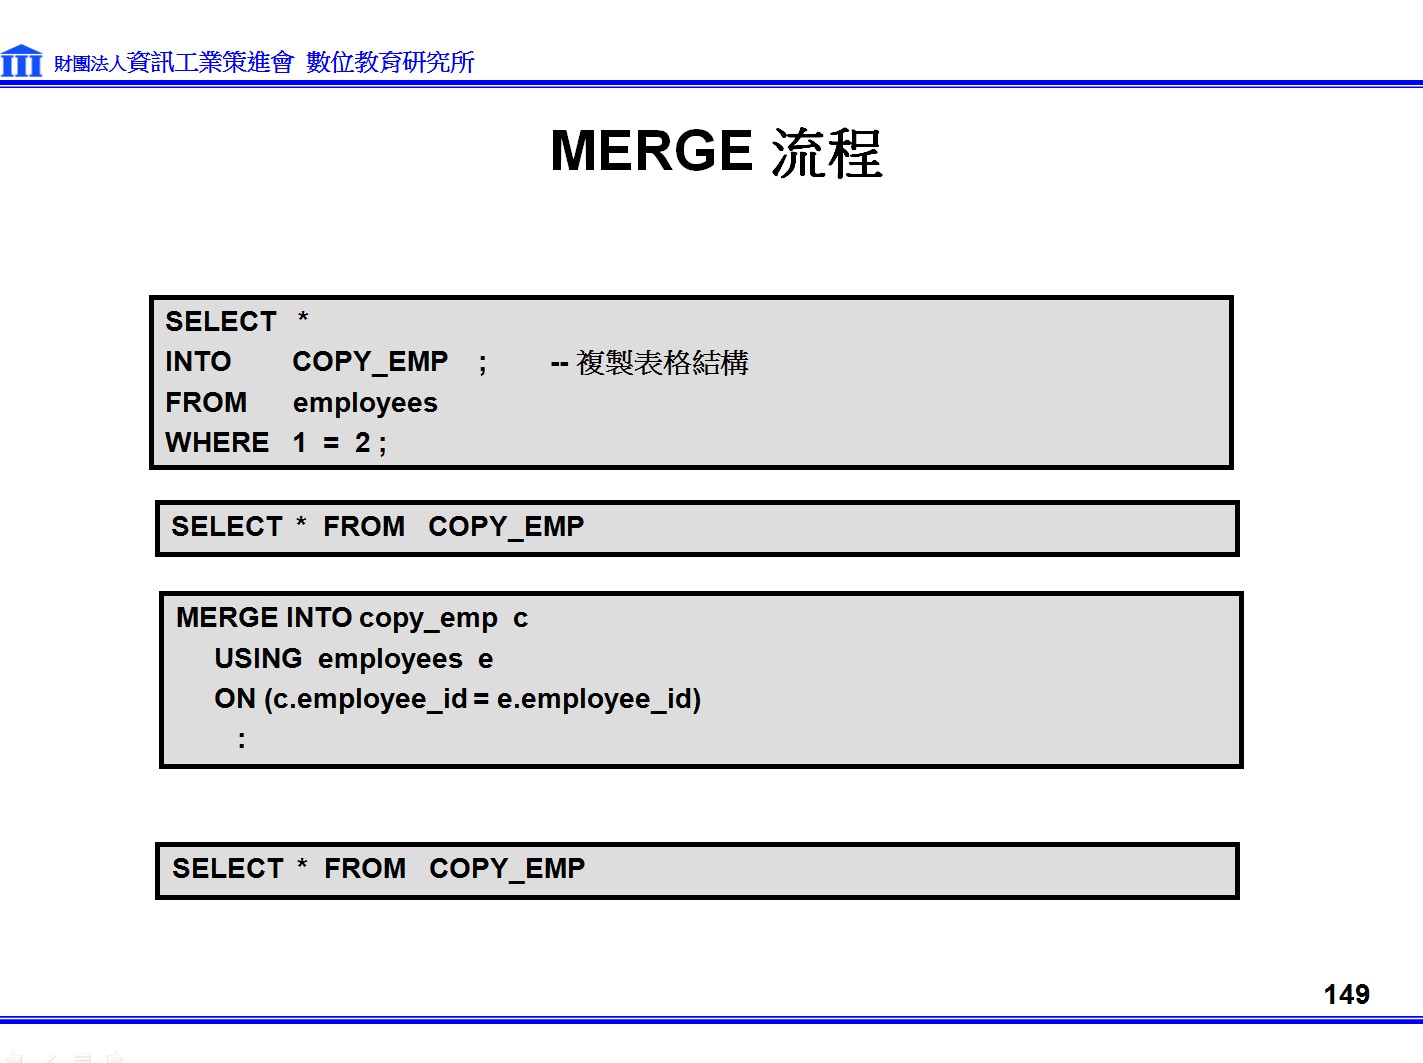 財團法人資訊工業策進會 數位教育研究所
MERGE 流程
SELECT *
INTO COPY_EMP ; -- 複製表格結構
FROM employees
WHERE 1 = 2 ;
SELECT * FROM COPY_EMP
MERGE INTO copy_emp c
USING employees e
ON (c.employee_id = e.employee_id)
:
SELECT * FROM COPY_EMP
149